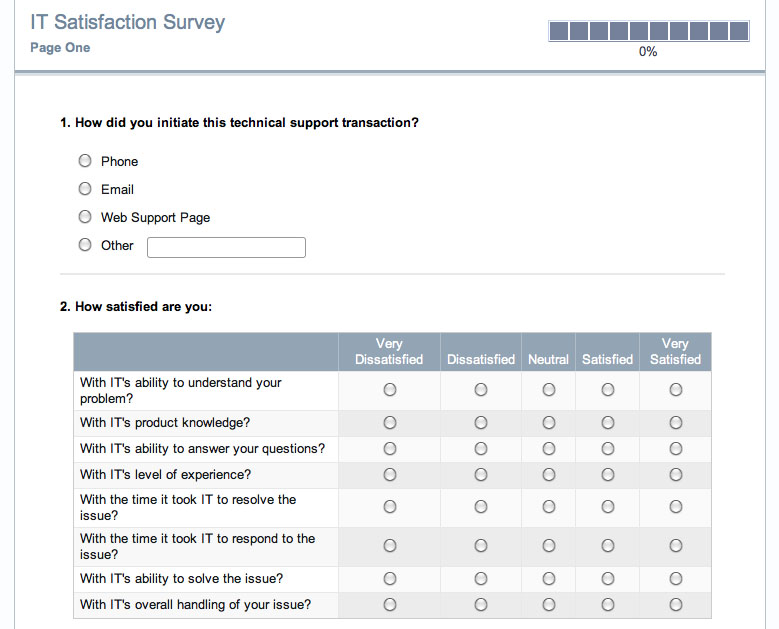 IT Satisfaction Survey
Page One
0%
1. How did you initiate this technical support transaction?
Phone
Email
Web Support Page
Other
2. How satisfied are you:
Very
Dissatisfied
Dissatisfied
Neutral
Satisfied
Very
Satisfied
With IT's ability to understand your
problem?
With IT's product knowledge?
With IT's ability to answer your questions?
With IT's level of experience?
With the time it took IT to resolve the
issue?
With the time it took IT to respond to the
issue?
With IT's ability to solve the issue?
With IT's overall handling of your issue?